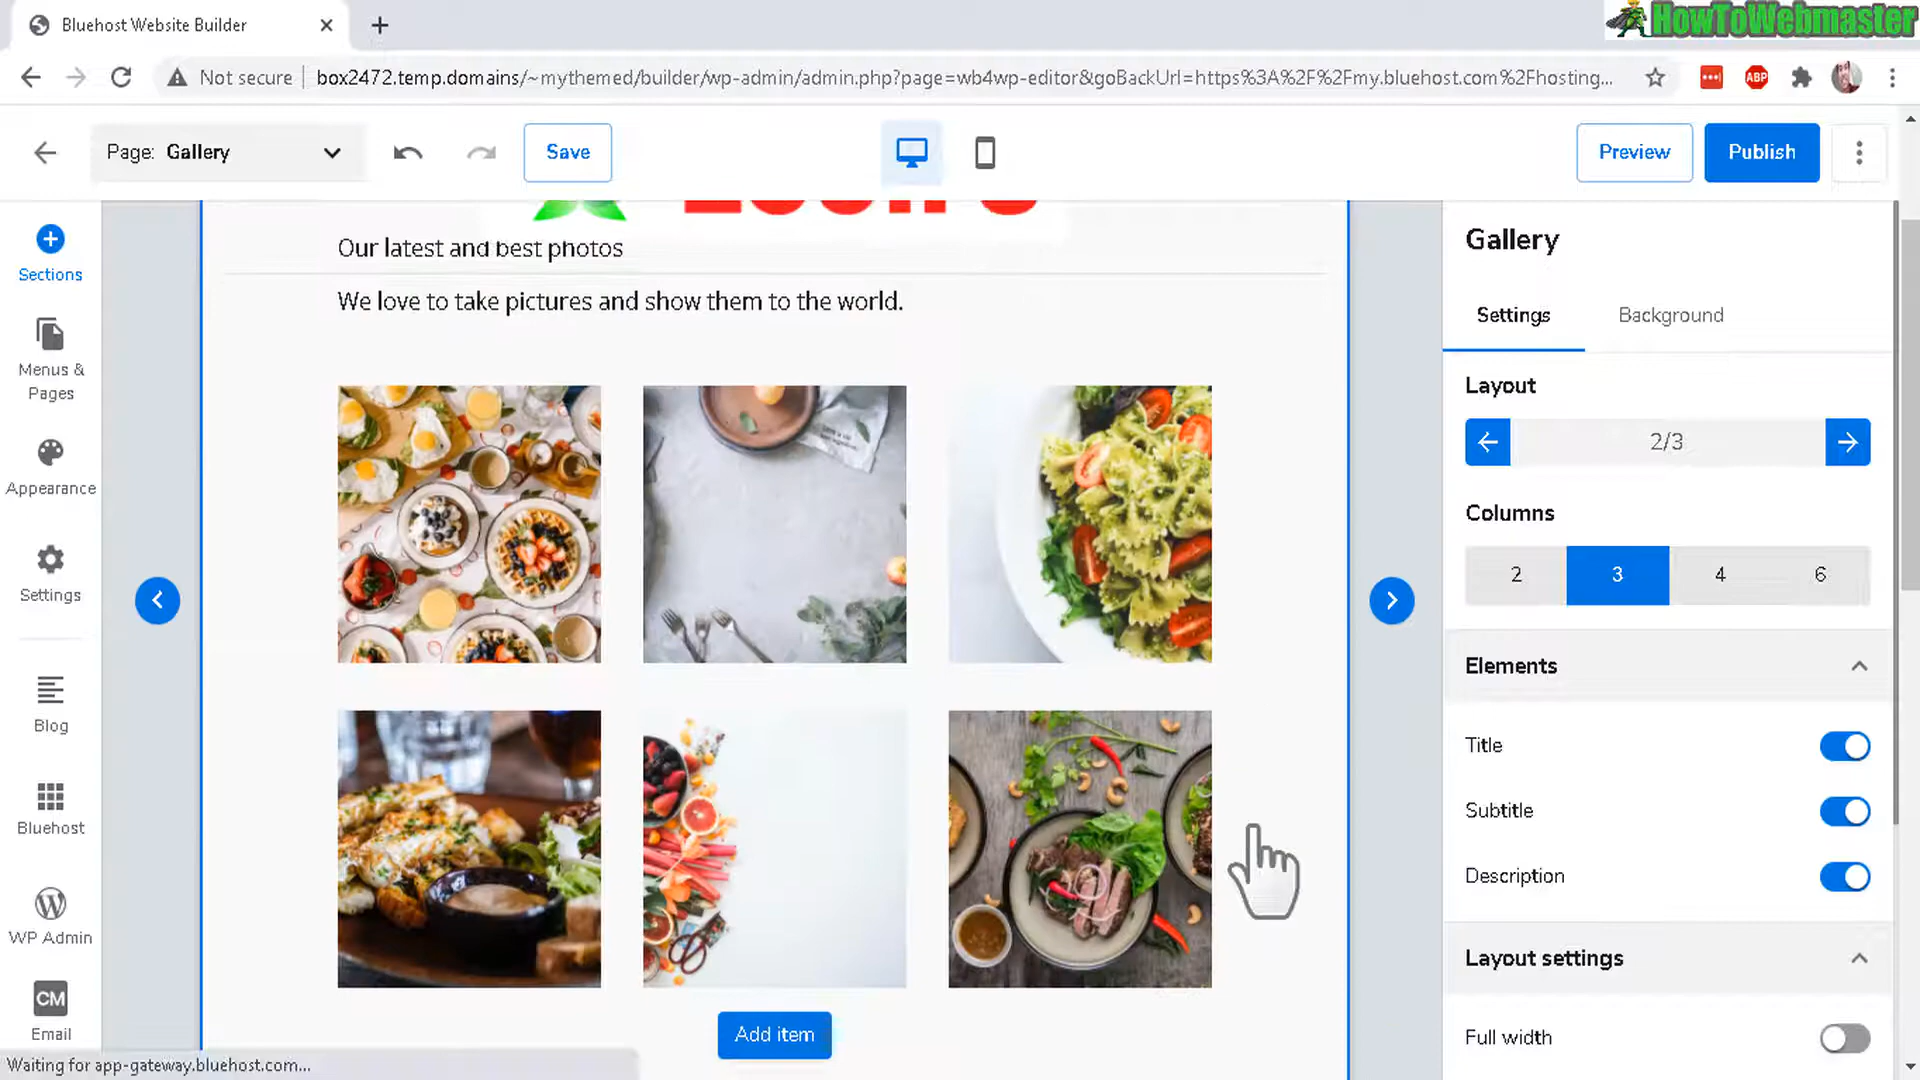 Bluehost Website Builder
HowToWebmaster
Not secure
box2472.temp.domains/~mythemed/builder/wp-admin/admin.php?page=wb4wp-editor&goBackUrl=https%3A%2F%2Fmy.bluehost.com%2Fhosting...
ABP
Page: Gallery
Save
Preview
Publish
Sections
Menus &
Pages
Appearance
Settings
Blog
Bluehost
WP Admin
CM
Email
Our latest and best photos
We love to take pictures and show them to the world.
Add item
Gallery
Settings
Background
Layout
2/3
Columns
2
3
4
6
Elements
Title
Subtitle
Description
Layout settings
Full width
Waiting for app-gateway.bluehost.com...